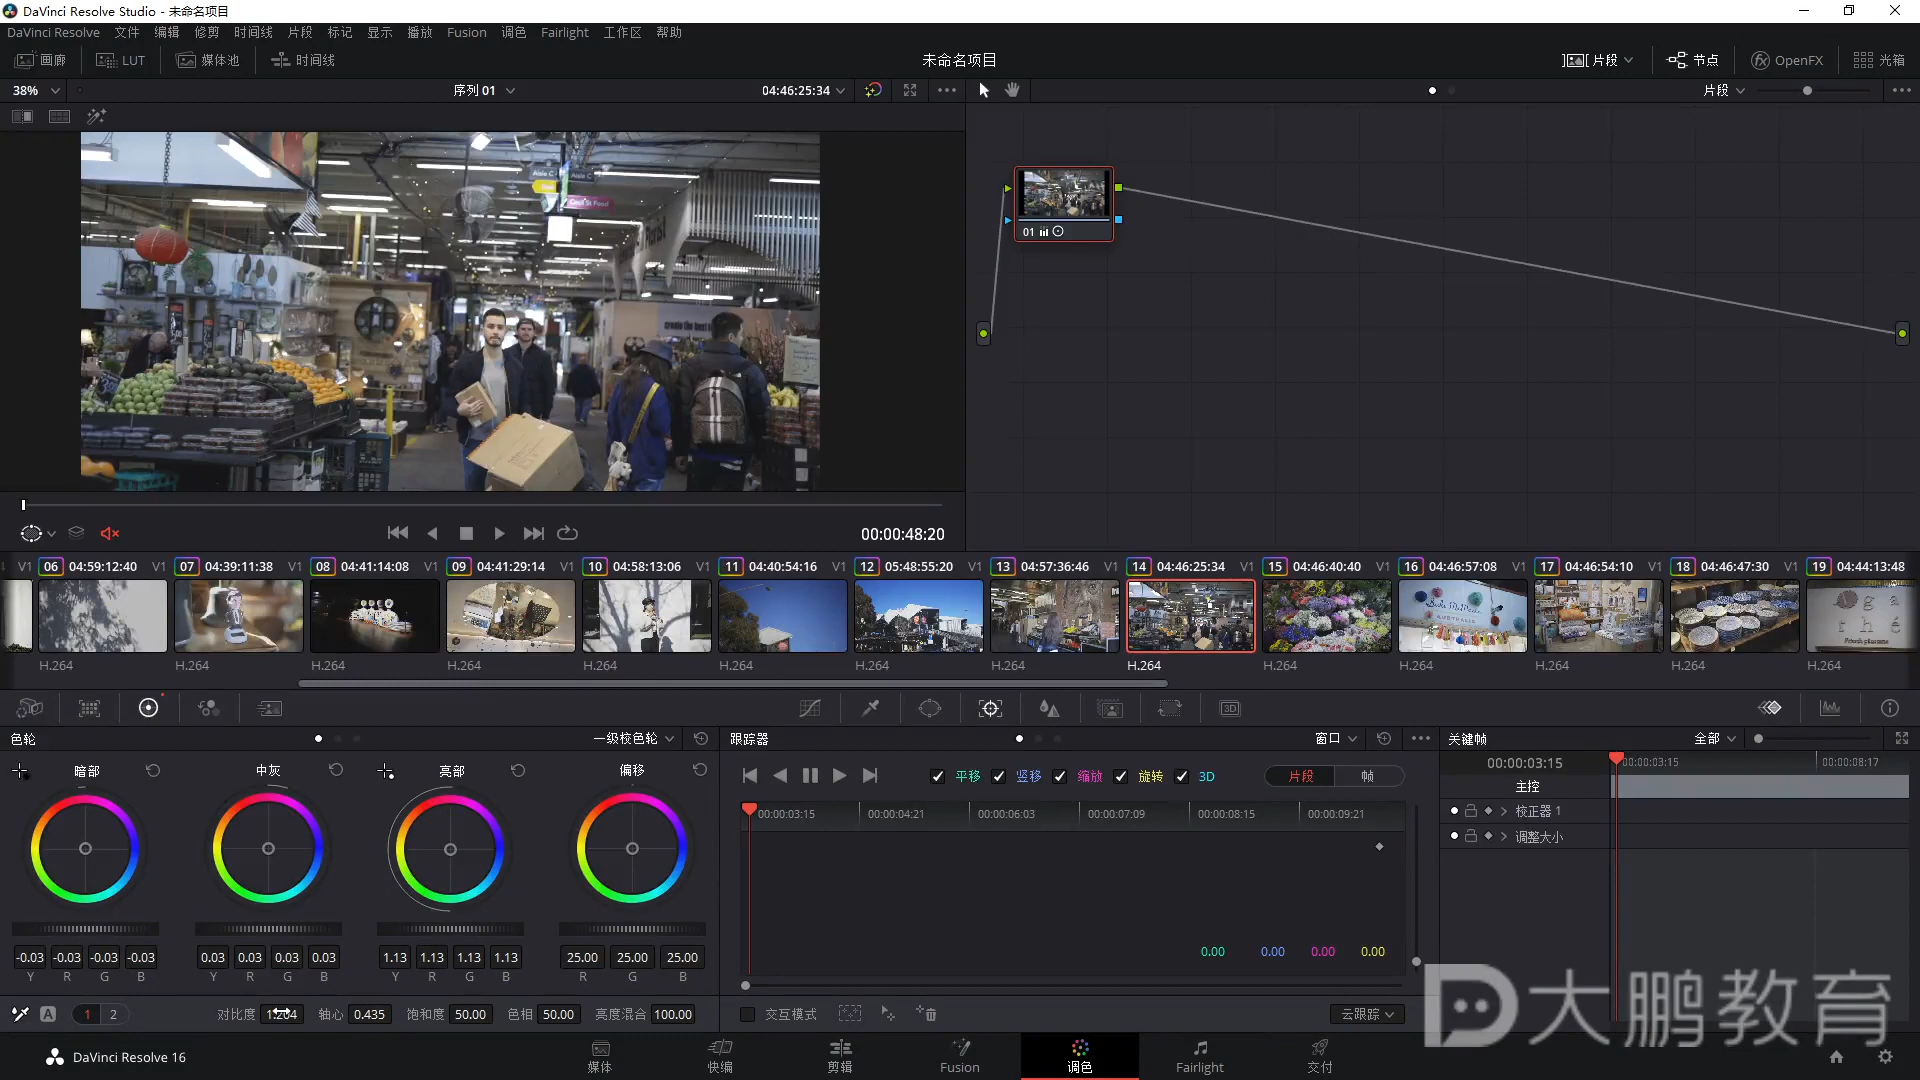 DaVinci Resolve Studio - 未命名项目
DaVinci Resolve 文件 编辑 修剪 时间线 片段 标记 显示 播放 Fusion 调色 Fairlight 工作区 帮助
画廊 LUT 媒体池 时间线 未命名项目 片段 节点 OpenFX 光箱
38% 序列 01 04:46:25:34 片段
Aisle C
01
00:00:48:20
V1 06 04:59:12:40 V1 07 04:39:11:38 V1 08 04:41:14:08 V1 09 04:41:29:14 V1 10 04:58:13:06 V1 11 04:40:54:16 V1 12 05:48:55:20 V1 13 04:57:36:46 V1 14 04:46:25:34 V1 15 04:46:40:40 V1 16 04:46:57:08 V1 17 04:46:54:10 V1 18 04:46:47:30 V1 19 04:44:13:48
H.264 H.264 H.264 H.264 H.264 H.264 H.264 H.264 H.264 H.264 H.264 H.264 H.264 H.264
3D
色轮 一级校色轮 跟踪器 窗口 关键帧 全部
暗部 中灰 亮部 偏移
平移 竖移 缩放 旋转 3D 片段 帧
00:00:03:15 00:00:04:21 00:00:06:03 00:00:07:09 00:00:08:15 00:00:09:21
00:00:03:15 00:00:03:15 00:00:08:17
主控
校正器 1
调整大小
-0.03 -0.03 -0.03 -0.03 0.03 0.03 0.03 0.03 1.13 1.13 1.13 1.13 25.00 25.00 25.00
Y R G B Y R G B Y R G B R G B
0.00 0.00 0.00 0.00
A 1 2 对比度 轴心 0.435 饱和度 50.00 色相 50.00 亮度混合 100.00
交互模式 云跟踪
大鹏教育
DaVinci Resolve 16 媒体 快编 剪辑 Fusion 调色 Fairlight 交付